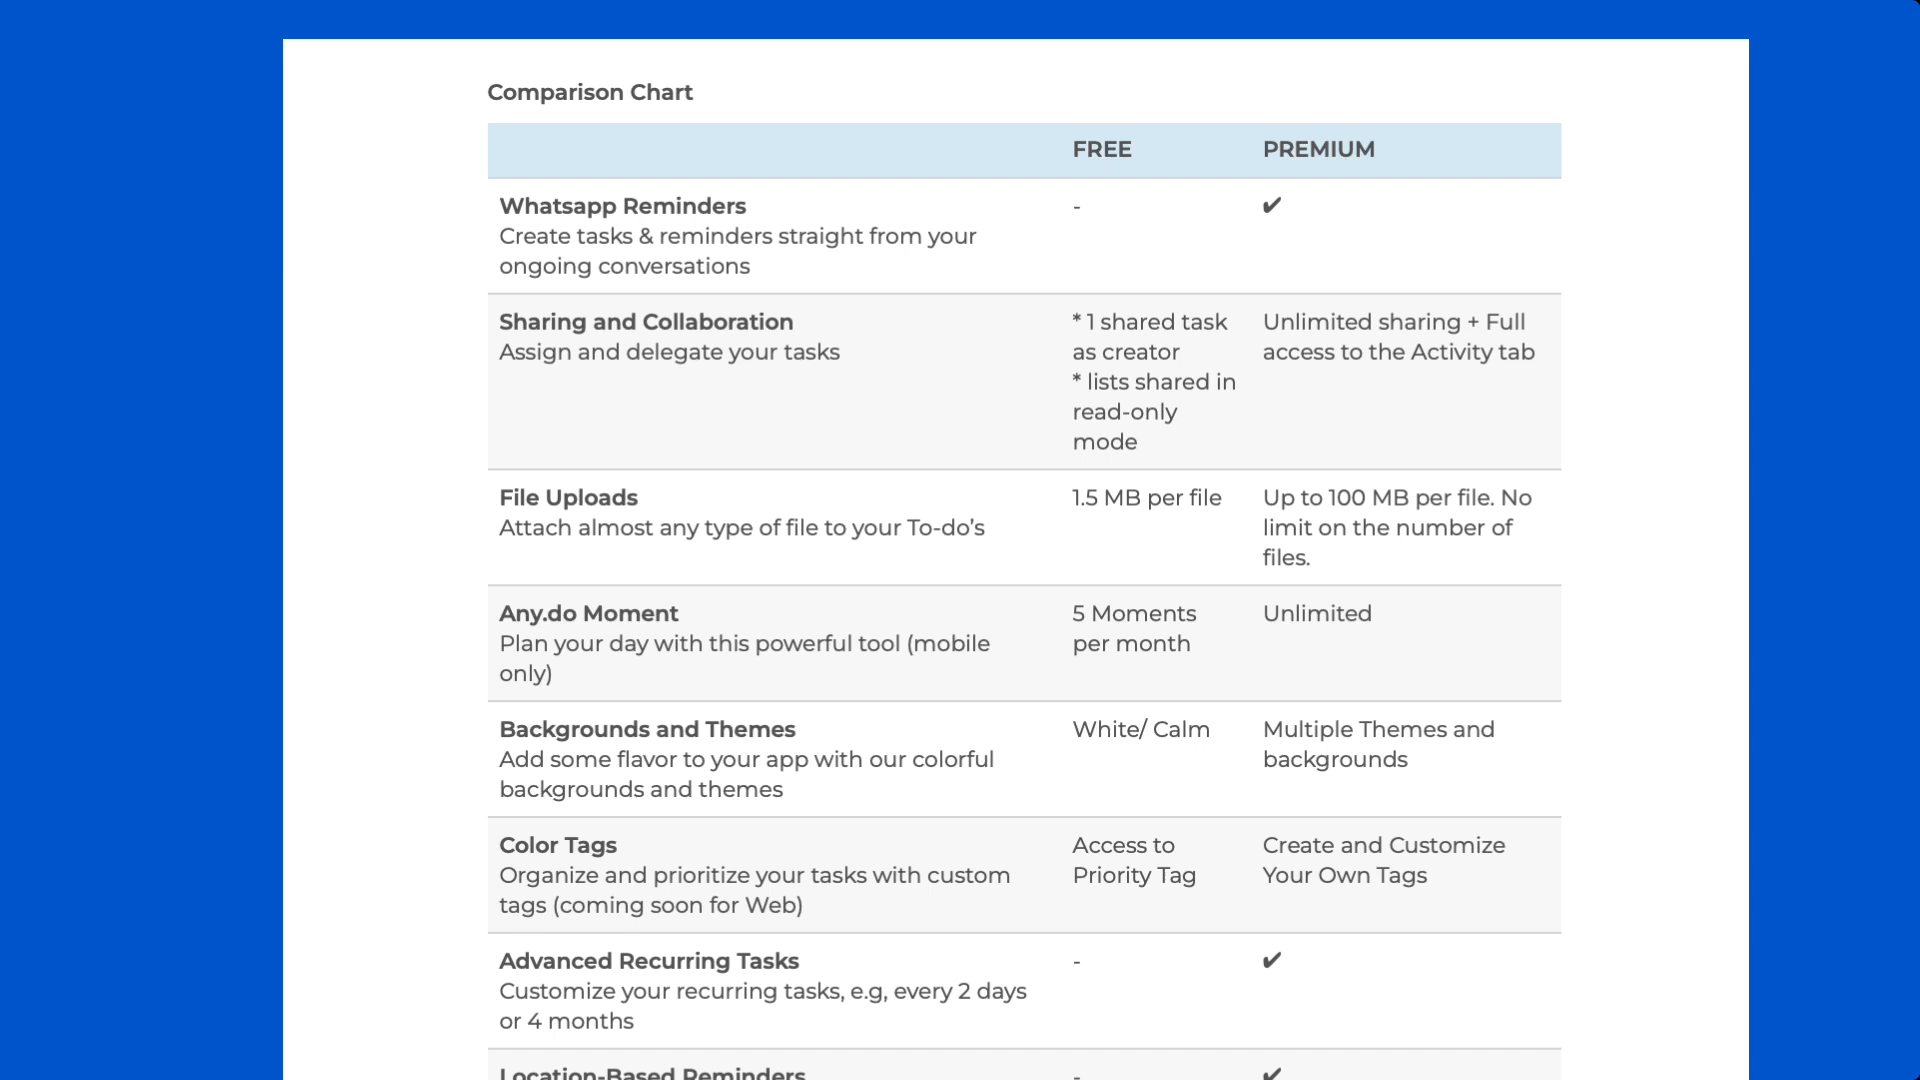 Comparison Chart
FREE PREMIUM
Whatsapp Reminders - ✔
Create tasks & reminders straight from your
ongoing conversations
Sharing and Collaboration * 1 shared task Unlimited sharing + Full
Assign and delegate your tasks as creator access to the Activity tab
* lists shared in
read-only
mode
File Uploads 1.5 MB per file Up to 100 MB per file. No
Attach almost any type of file to your To-do’s limit on the number of
files.
Any.do Moment 5 Moments Unlimited
Plan your day with this powerful tool (mobile per month
only)
Backgrounds and Themes White/ Calm Multiple Themes and
Add some flavor to your app with our colorful backgrounds
backgrounds and themes
Color Tags Access to Create and Customize
Organize and prioritize your tasks with custom Priority Tag Your Own Tags
tags (coming soon for Web)
Advanced Recurring Tasks - ✔
Customize your recurring tasks, e.g, every 2 days
or 4 months
Location-Based Reminders - ✔